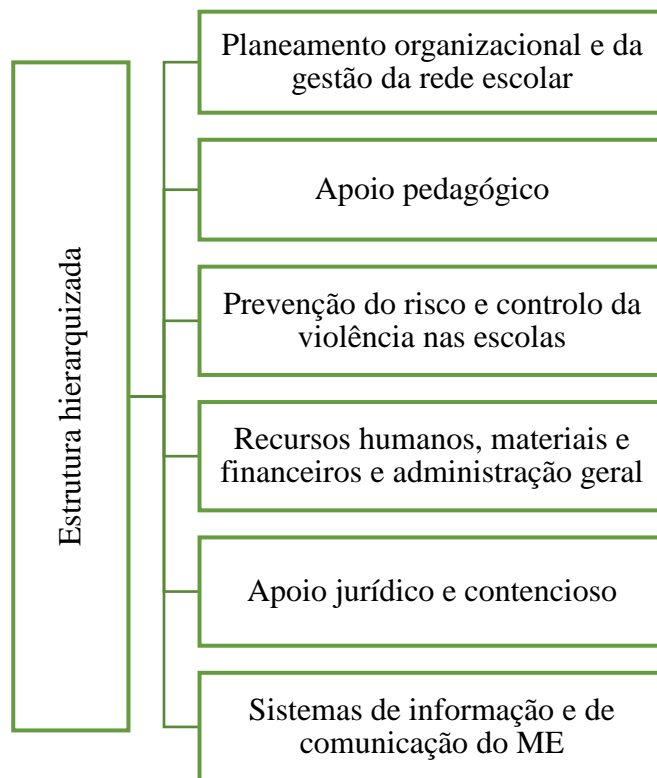 Estrutura hierarquizada
Planeamento organizacional e da
gestão da rede escolar
Apoio pedagógico
Prevenção do risco e controlo da
violência nas escolas
Recursos humanos, materiais e
financeiros e administração geral
Apoio jurídico e contencioso
Sistemas de informação e de
comunicação do ME